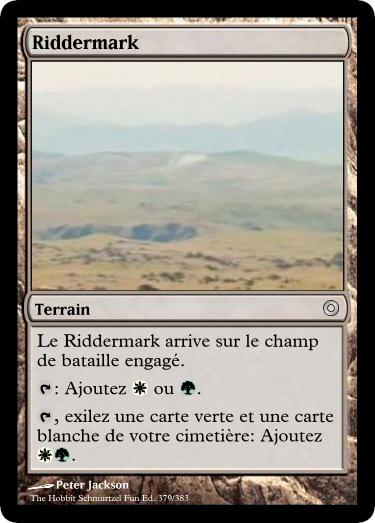 Riddermark
Terrain
Le Riddermark arrive sur le champ
de bataille engagé.
: Ajoutez ou .
, exilez une carte verte et une carte
blanche de votre cimetière: Ajoutez
.
Peter Jackson
The Hobbit Schmurtzel Fun Ed. 379/383